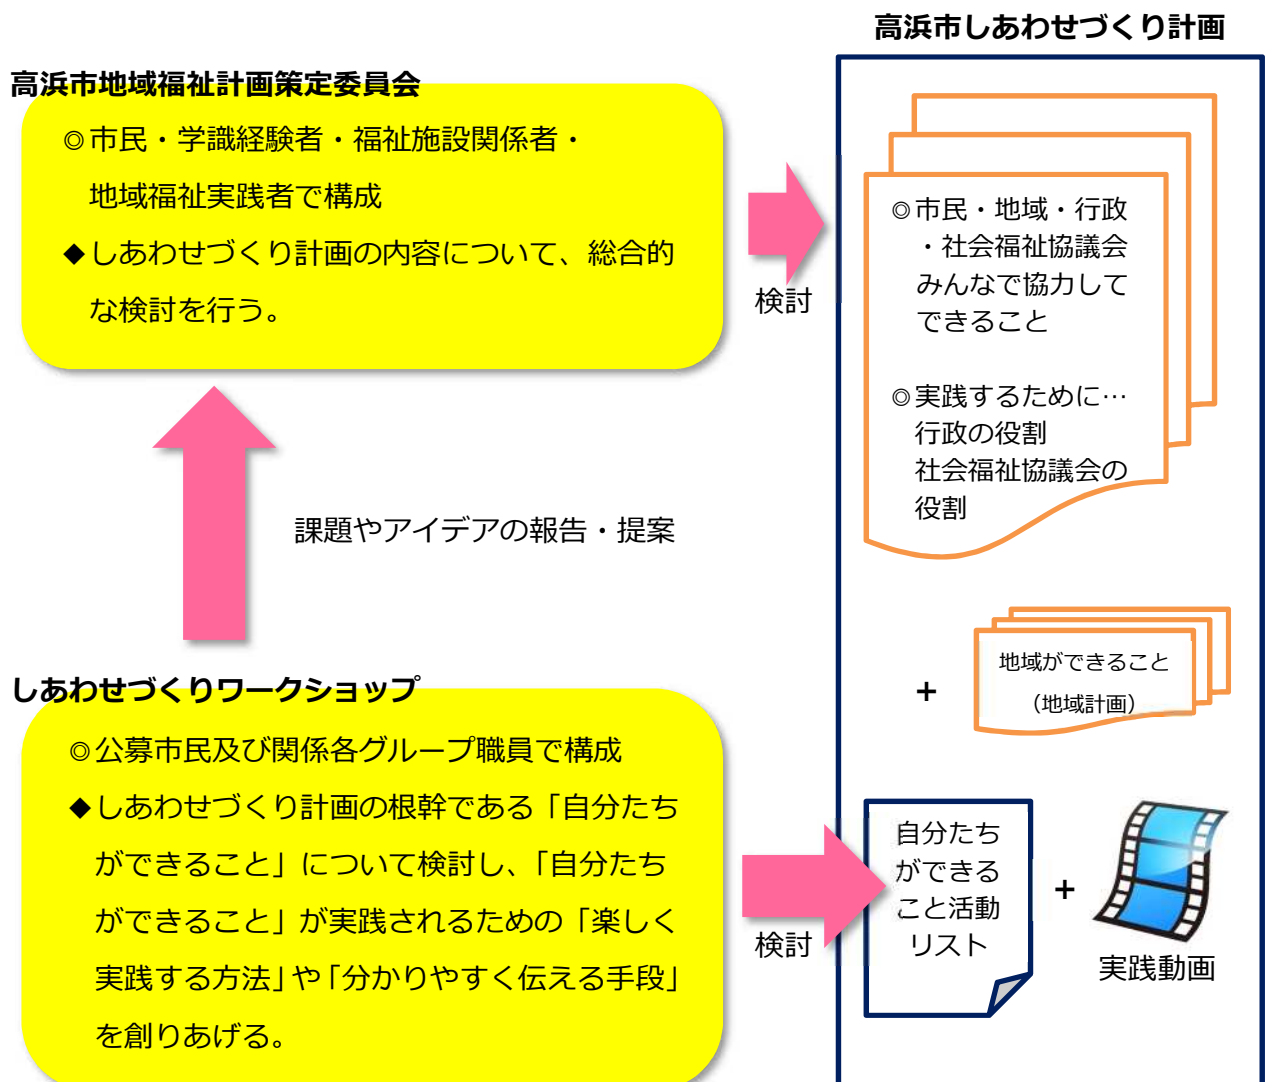 高浜市しあわせづくり計画
高浜市地域福祉計画策定委員会
◎市民・学識経験者・福祉施設関係者・
地域福祉実践者で構成
◆しあわせづくり計画の内容について、総合的
な検討を行う。
検討
◎市民・地域・行政
・社会福祉協議会
みんなで協力して
できること
◎実践するために…
行政の役割
社会福祉協議会の
役割
課題やアイデアの報告・提案
+
地域ができること
（地域計画）
しあわせづくりワークショップ
◎公募市民及び関係各グループ職員で構成
◆しあわせづくり計画の根幹である「自分たち
ができること」について検討し、「自分たち
ができること」が実践されるための「楽しく
実践する方法」や「分かりやすく伝える手段」
を創りあげる。
検討
自分たち
ができる
こと活動
リスト
+
実践動画